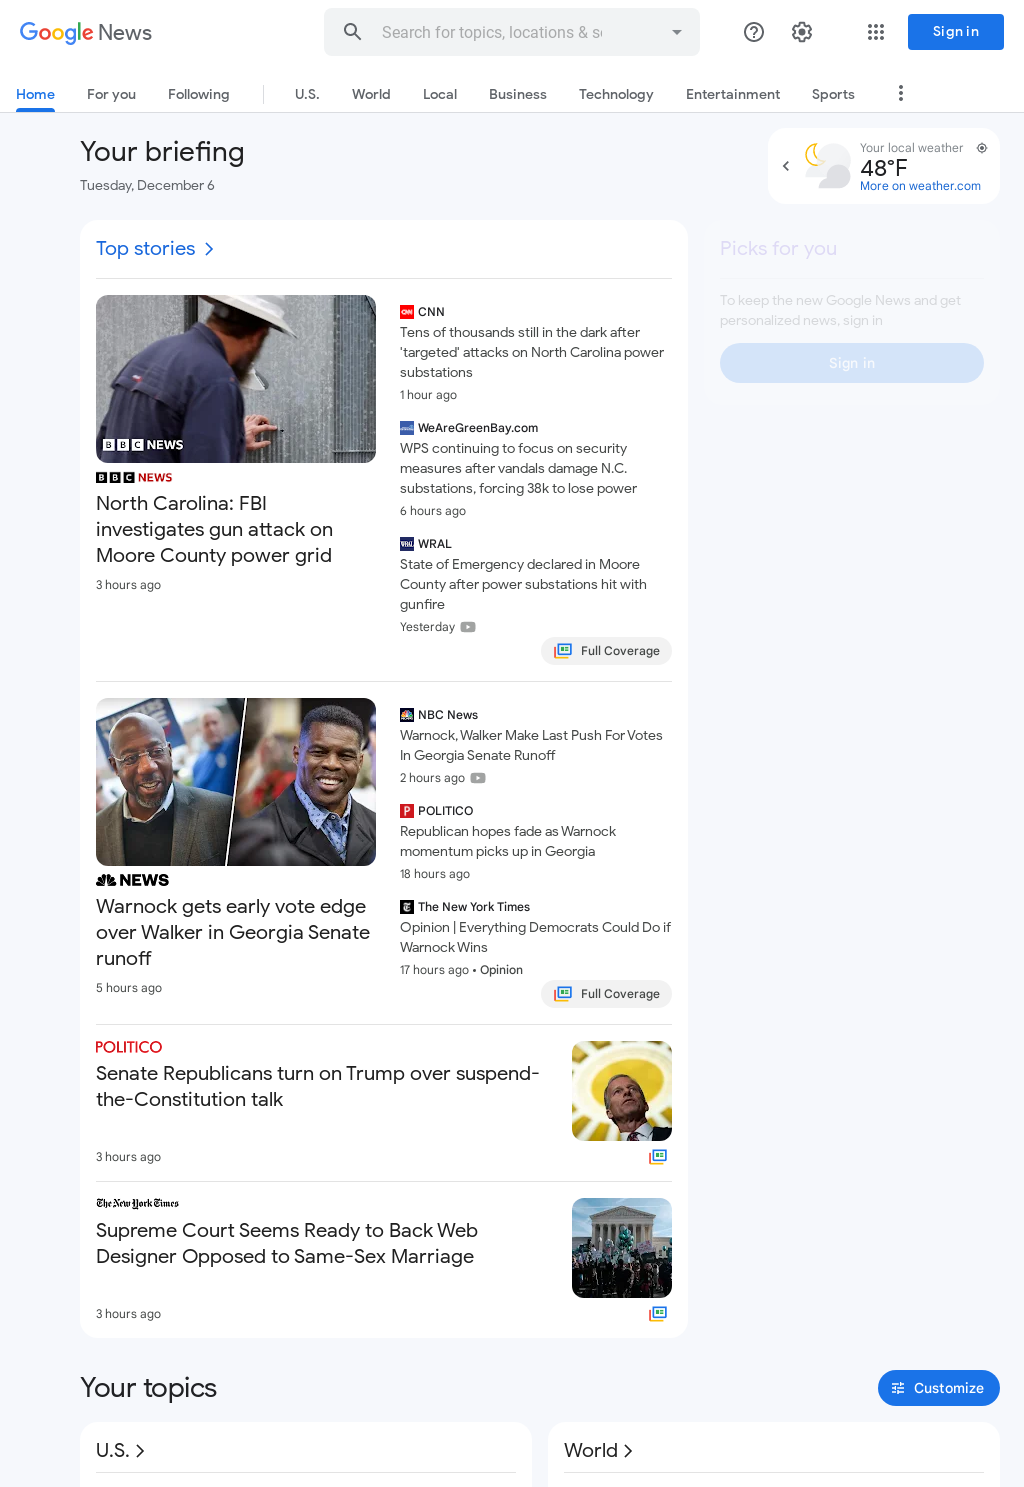 Google News
Search for topics, locations & so
Sign in
Home
For you
Following
U.S.
World
Local
Business
Technology
Entertainment
Sports
Your briefing
Tuesday, December 6
Your local weather
48°F
More on weather.com
Top stories
BBC NEWS
BBC NEWS
North Carolina: FBI
investigates gun attack on
Moore County power grid
3 hours ago
CNN
Tens of thousands still in the dark after
'targeted' attacks on North Carolina power
substations
1 hour ago
WeAreGreenBay.com
WPS continuing to focus on security
measures after vandals damage N.C.
substations, forcing 38k to lose power
6 hours ago
WRAL
State of Emergency declared in Moore
County after power substations hit with
gunfire
Yesterday
Full Coverage
Picks for you
To keep the new Google News and get
personalized news, sign in
Sign in
NEWS
Warnock gets early vote edge
over Walker in Georgia Senate
runoff
5 hours ago
NBC News
Warnock, Walker Make Last Push For Votes
In Georgia Senate Runoff
2 hours ago
POLITICO
Republican hopes fade as Warnock
momentum picks up in Georgia
18 hours ago
The New York Times
Opinion | Everything Democrats Could Do if
Warnock Wins
17 hours ago • Opinion
Full Coverage
POLITICO
Senate Republicans turn on Trump over suspend-
the-Constitution talk
3 hours ago
The New York Times
Supreme Court Seems Ready to Back Web
Designer Opposed to Same-Sex Marriage
3 hours ago
Your topics
Customize
U.S.
World